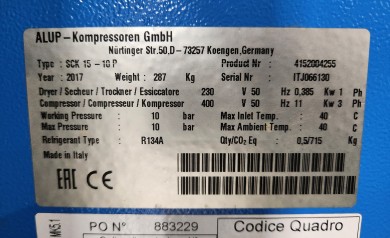 ALUP-Kompressoren GmbH
Nürtinger Str.50,D-73257 Koengen,Germany
Type : SCK 15-10 P Product Nr : 4152004255
Year : 2017 Weight : 287 Kg Serial Nr : ITJ066130
Dryer / Secheur / Trockner / Essiccatore 230 V 50 Hz 0,385 Kw 1 Ph
Compressor / Compressor / Compressor 400 V 50 Hz 11 Kw 3 Ph
Working Pressure : 10 bar Max Inlet Temp. : 40 C
Max Pressure : 10 bar Max Ambient Temp. : 40 C
Refrigerant Type : R134A Qty/CO₂ Eq : 0,5/715 Kg
Made in Italy
EAC CE
PO N° 883229 Codice Quadro